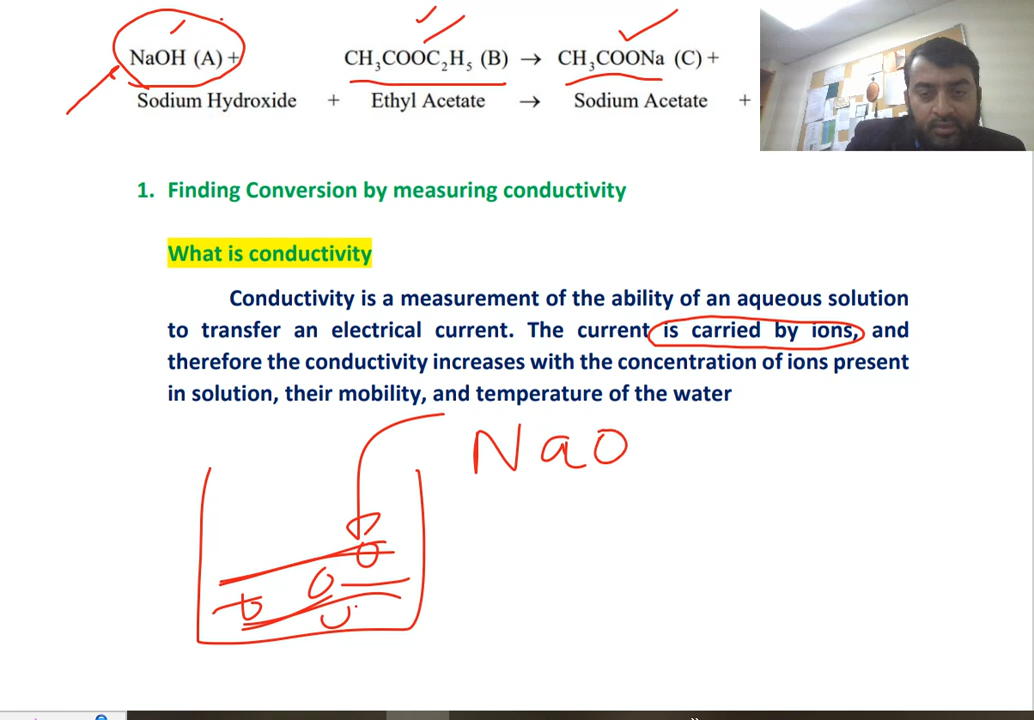 NaOH (A) + CH₃COOC₂H₅ (B) → CH₃COONa (C) +
Sodium Hydroxide + Ethyl Acetate → Sodium Acetate +
1. Finding Conversion by measuring conductivity
What is conductivity
Conductivity is a measurement of the ability of an aqueous solution
to transfer an electrical current. The current is carried by ions, and
therefore the conductivity increases with the concentration of ions present
in solution, their mobility, and temperature of the water
NaO